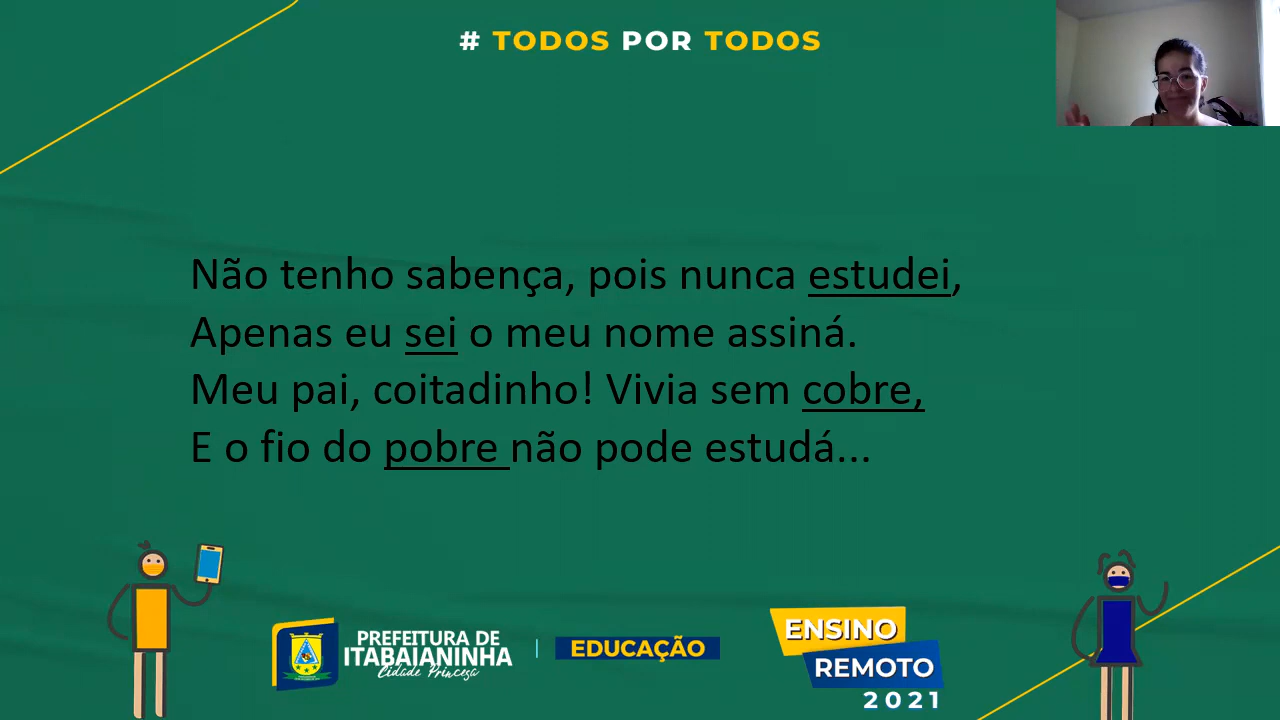 # TODOS POR TODOS
Não tenho sabença, pois nunca estudei,
Apenas eu sei o meu nome assiná.
Meu pai, coitadinho! Vivia sem cobre,
E o fio do pobre não pode estudá...
PREFEITURA DE
ITABAIANINHA
Cidade Princesa
EDUCAÇÃO
ENSINO
REMOTO
2021